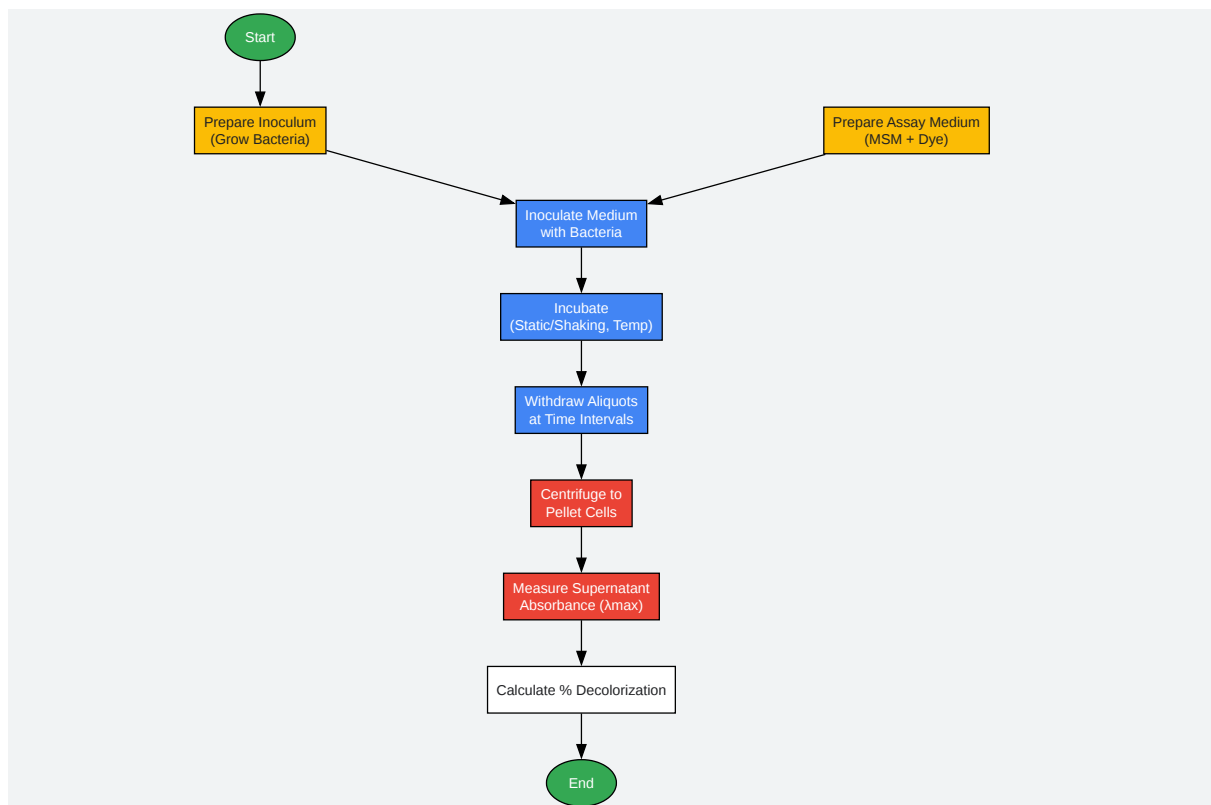 Start
Prepare Inoculum
(Grow Bacteria)
Prepare Assay Medium
(MSM + Dye)
Inoculate Medium
with Bacteria
Incubate
(Static/Shaking, Temp)
Withdraw Aliquots
at Time Intervals
Centrifuge to
Pellet Cells
Measure Supernatant
Absorbance (λmax)
Calculate % Decolorization
End